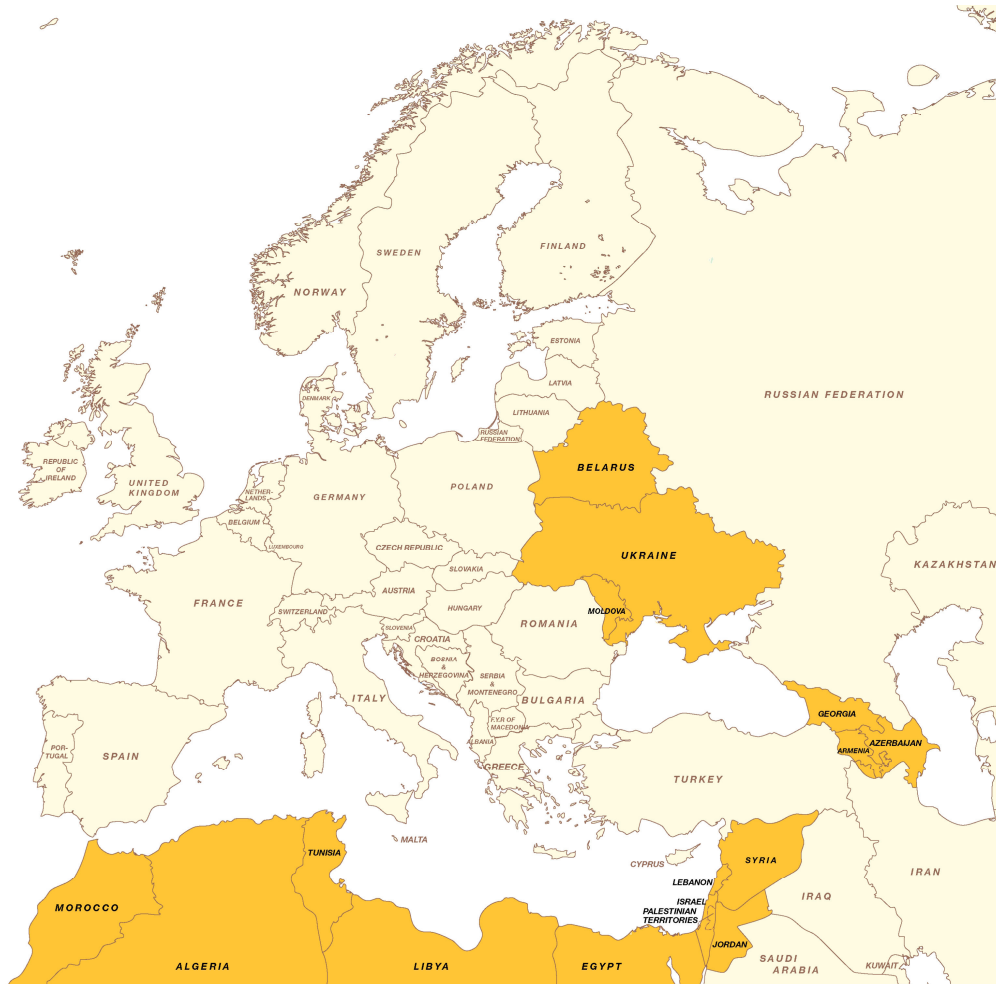 SWEDEN
FINLAND
NORWAY
ESTONIA
LATVIA
RUSSIAN FEDERATION
DENMARK
LITHUANIA
RUSSIAN
FEDERATION
REPUBLIC
OF
IRELAND
UNITED
KINGDOM
NETHER-
LANDS
GERMANY
POLAND
BELARUS
BELGIUM
LUXEMBOURG
CZECH REPUBLIC
UKRAINE
KAZAKHSTAN
SLOVAKIA
AUSTRIA
FRANCE
SWITZERLAND
HUNGARY
MOLDOVA
SLOVENIA
CROATIA
ROMANIA
BOSNIA
&
HERZEGOVINA
SERBIA
&
MONTENEGRO
ITALY
BULGARIA
GEORGIA
F.Y.R OF
MACEDONIA
ALBANIA
AZERBAIJAN
ARMENIA
POR-
TUGAL
SPAIN
GREECE
TURKEY
MALTA
TUNISIA
CYPRUS
SYRIA
IRAN
LEBANON
IRAQ
ISRAEL
PALESTINIAN
TERRITORIES
MOROCCO
JORDAN
ALGERIA
LIBYA
EGYPT
SAUDI
ARABIA
KUWAIT